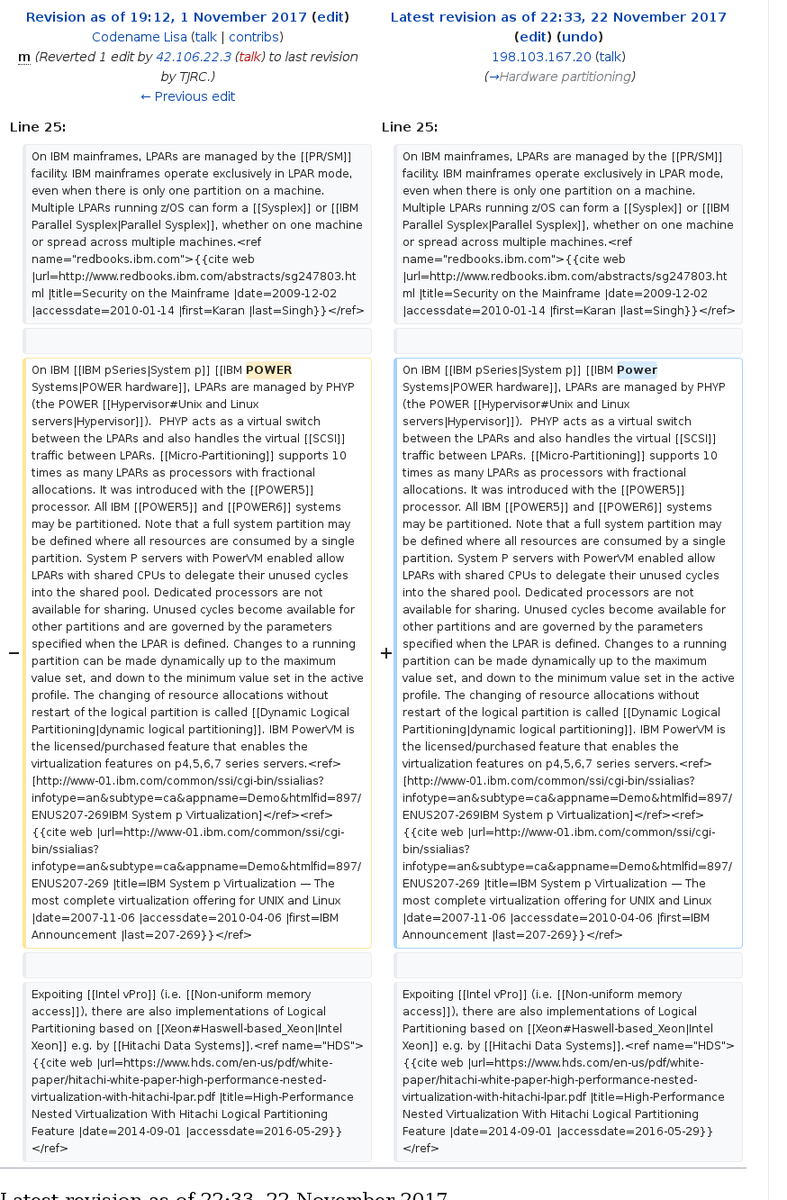 Revision as of 19:12, 1 November 2017 (edit)
Codename Lisa (talk | contribs)
m (Reverted 1 edit by 42.106.22.3 (talk) to last revision
by TJRC.)
← Previous edit
Latest revision as of 22:33, 22 November 2017
(edit) (undo)
198.103.167.20 (talk)
(→Hardware partitioning)
Line 25:
Line 25:
On IBM mainframes, LPARs are managed by the [[PR/SM]]
facility. IBM mainframes operate exclusively in LPAR mode,
even when there is only one partition on a machine.
Multiple LPARs running z/OS can form a [[Sysplex]] or [[IBM
Parallel Sysplex|Parallel Sysplex]], whether on one machine
or spread across multiple machines.<ref
name="redbooks.ibm.com">{{cite web
|url=http://www.redbooks.ibm.com/abstracts/sg247803.ht
ml |title=Security on the Mainframe |date=2009-12-02
|accessdate=2010-01-14 |first=Karan |last=Singh}}</ref>
On IBM mainframes, LPARs are managed by the [[PR/SM]]
facility. IBM mainframes operate exclusively in LPAR mode,
even when there is only one partition on a machine.
Multiple LPARs running z/OS can form a [[Sysplex]] or [[IBM
Parallel Sysplex|Parallel Sysplex]], whether on one machine
or spread across multiple machines.<ref
name="redbooks.ibm.com">{{cite web
|url=http://www.redbooks.ibm.com/abstracts/sg247803.ht
ml |title=Security on the Mainframe |date=2009-12-02
|accessdate=2010-01-14 |first=Karan |last=Singh}}</ref>
−
On IBM [[IBM pSeries|System p]] [[IBM POWER
Systems|POWER hardware]], LPARs are managed by PHYP
(the POWER [[Hypervisor#Unix and Linux
servers|Hypervisor]]).  PHYP acts as a virtual switch
between the LPARs and also handles the virtual [[SCSI]]
traffic between LPARs. [[Micro-Partitioning]] supports 10
times as many LPARs as processors with fractional
allocations. It was introduced with the [[POWER5]]
processor. All IBM [[POWER5]] and [[POWER6]] systems
may be partitioned. Note that a full system partition may
be defined where all resources are consumed by a single
partition. System P servers with PowerVM enabled allow
LPARs with shared CPUs to delegate their unused cycles
into the shared pool. Dedicated processors are not
available for sharing. Unused cycles become available for
other partitions and are governed by the parameters
specified when the LPAR is defined. Changes to a running
partition can be made dynamically up to the maximum
value set, and down to the minimum value set in the active
profile. The changing of resource allocations without
restart of the logical partition is called [[Dynamic Logical
Partitioning|dynamic logical partitioning]]. IBM PowerVM is
the licensed/purchased feature that enables the
virtualization features on p4,5,6,7 series servers.<ref>
[http://www-01.ibm.com/common/ssi/cgi-bin/ssialias?
infotype=an&subtype=ca&appname=Demo&htmlfid=897/
ENUS207-269IBM System p Virtualization]</ref><ref>
{{cite web |url=http://www-01.ibm.com/common/ssi/cgi-
bin/ssialias?
infotype=an&subtype=ca&appname=Demo&htmlfid=897/
ENUS207-269 |title=IBM System p Virtualization — The
most complete virtualization offering for UNIX and Linux
|date=2007-11-06 |accessdate=2010-04-06 |first=IBM
Announcement |last=207-269}}</ref>
+
On IBM [[IBM pSeries|System p]] [[IBM Power
Systems|POWER hardware]], LPARs are managed by PHYP
(the POWER [[Hypervisor#Unix and Linux
servers|Hypervisor]]).  PHYP acts as a virtual switch
between the LPARs and also handles the virtual [[SCSI]]
traffic between LPARs. [[Micro-Partitioning]] supports 10
times as many LPARs as processors with fractional
allocations. It was introduced with the [[POWER5]]
processor. All IBM [[POWER5]] and [[POWER6]] systems
may be partitioned. Note that a full system partition may
be defined where all resources are consumed by a single
partition. System P servers with PowerVM enabled allow
LPARs with shared CPUs to delegate their unused cycles
into the shared pool. Dedicated processors are not
available for sharing. Unused cycles become available for
other partitions and are governed by the parameters
specified when the LPAR is defined. Changes to a running
partition can be made dynamically up to the maximum
value set, and down to the minimum value set in the active
profile. The changing of resource allocations without
restart of the logical partition is called [[Dynamic Logical
Partitioning|dynamic logical partitioning]]. IBM PowerVM is
the licensed/purchased feature that enables the
virtualization features on p4,5,6,7 series servers.<ref>
[http://www-01.ibm.com/common/ssi/cgi-bin/ssialias?
infotype=an&subtype=ca&appname=Demo&htmlfid=897/
ENUS207-269IBM System p Virtualization]</ref><ref>
{{cite web |url=http://www-01.ibm.com/common/ssi/cgi-
bin/ssialias?
infotype=an&subtype=ca&appname=Demo&htmlfid=897/
ENUS207-269 |title=IBM System p Virtualization — The
most complete virtualization offering for UNIX and Linux
|date=2007-11-06 |accessdate=2010-04-06 |first=IBM
Announcement |last=207-269}}</ref>
Expoiting [[Intel vPro]] (i.e. [[Non-uniform memory
access]]), there are also implementations of Logical
Partitioning based on [[Xeon#Haswell-based_Xeon|Intel
Xeon]] e.g. by [[Hitachi Data Systems]].<ref name="HDS">
{{cite web |url=https://www.hds.com/en-us/pdf/white-
paper/hitachi-white-paper-high-performance-nested-
virtualization-with-hitachi-lpar.pdf |title=High-Performance
Nested Virtualization With Hitachi Logical Partitioning
Feature |date=2014-09-01 |accessdate=2016-05-29}}
</ref>
Expoiting [[Intel vPro]] (i.e. [[Non-uniform memory
access]]), there are also implementations of Logical
Partitioning based on [[Xeon#Haswell-based_Xeon|Intel
Xeon]] e.g. by [[Hitachi Data Systems]].<ref name="HDS">
{{cite web |url=https://www.hds.com/en-us/pdf/white-
paper/hitachi-white-paper-high-performance-nested-
virtualization-with-hitachi-lpar.pdf |title=High-Performance
Nested Virtualization With Hitachi Logical Partitioning
Feature |date=2014-09-01 |accessdate=2016-05-29}}
</ref>
Latest revision as of 22:33, 22 November 2017